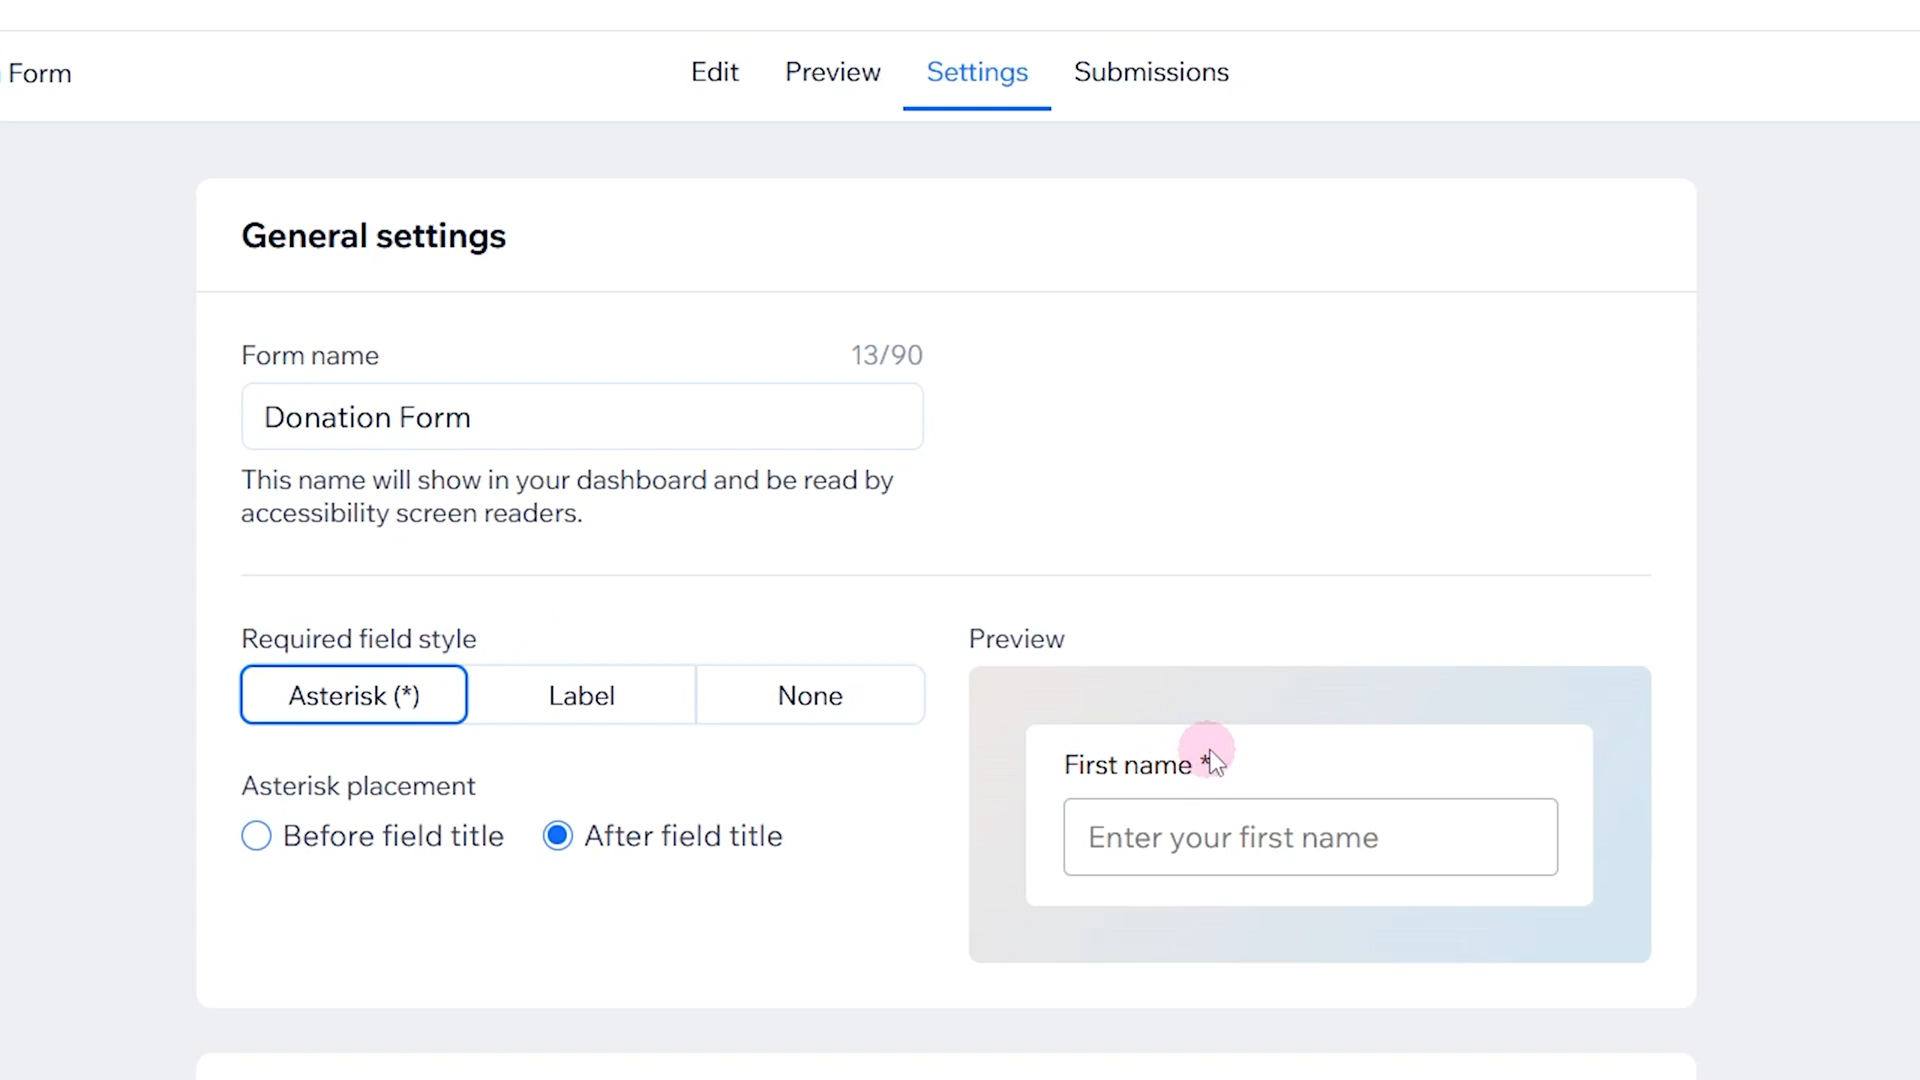 Form
Edit
Preview
Settings
Submissions
General settings
Form name
13/90
Donation Form
This name will show in your dashboard and be read by
accessibility screen readers.
Required field style
Asterisk (*)
Label
None
Asterisk placement
Before field title
After field title
Preview
First name *
Enter your first name